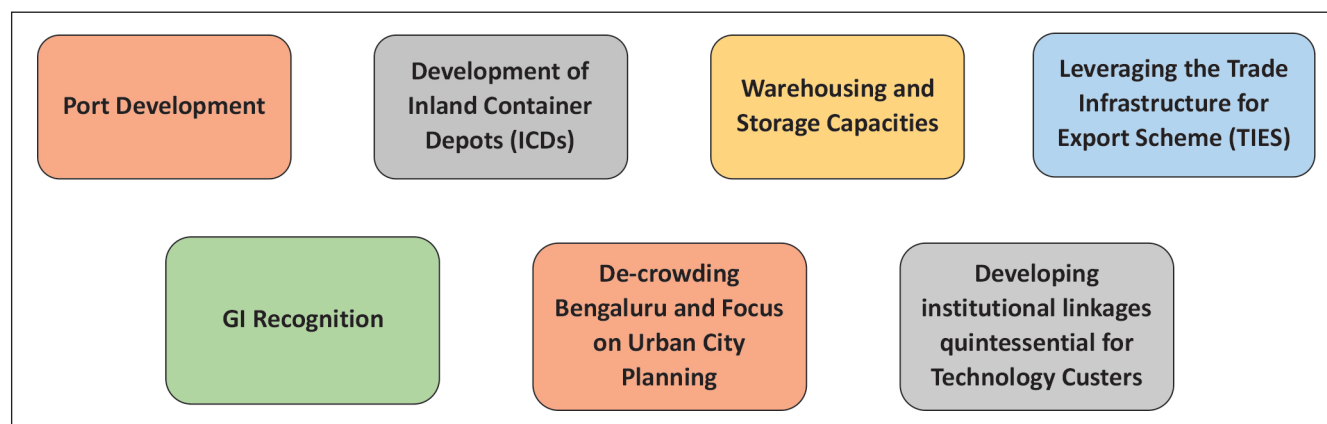 Port Development
Development of
Inland Container
Depots (ICDs)
Warehousing and
Storage Capacities
Leveraging the Trade
Infrastructure for
Export Scheme (TIES)
GI Recognition
De-crowding
Bengaluru and Focus
on Urban City
Planning
Developing
institutional linkages
quintessential for
Technology Custers